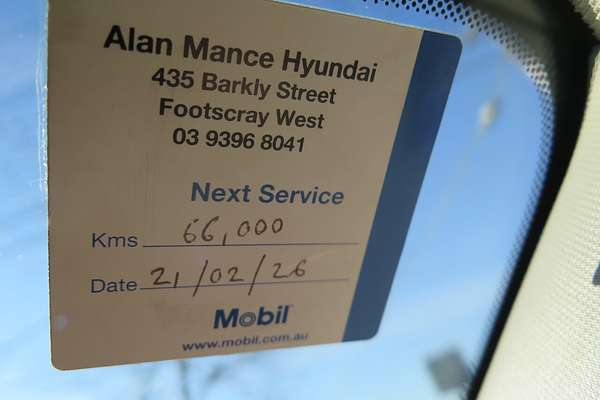 Alan Mance Hyundai
435 Barkly Street
Footscray West
03 9396 8041
Next Service
Kms 66,000
Date 21/02/26
Mobil
www.mobil.com.au